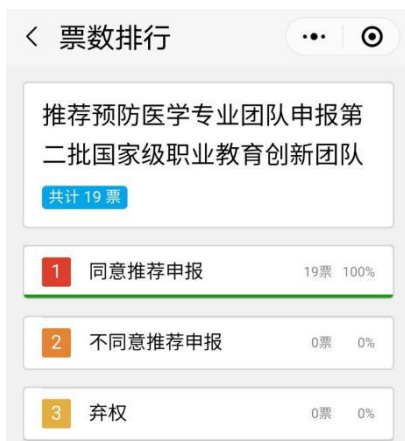 票数排行
推荐预防医学专业团队申报第
二批国家级职业教育创新团队
共计 19 票
1 同意推荐申报 19票 100%
2 不同意推荐申报 0票 0%
3 弃权 0票 0%